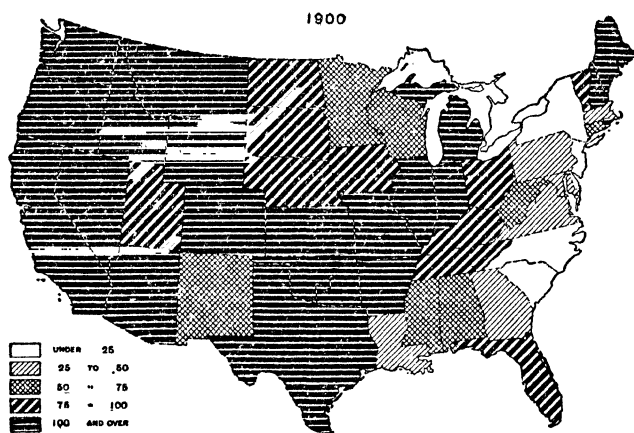 1900
UNDER 25
25 TO .50
50 " 75
75 " 100
100 AND OVER